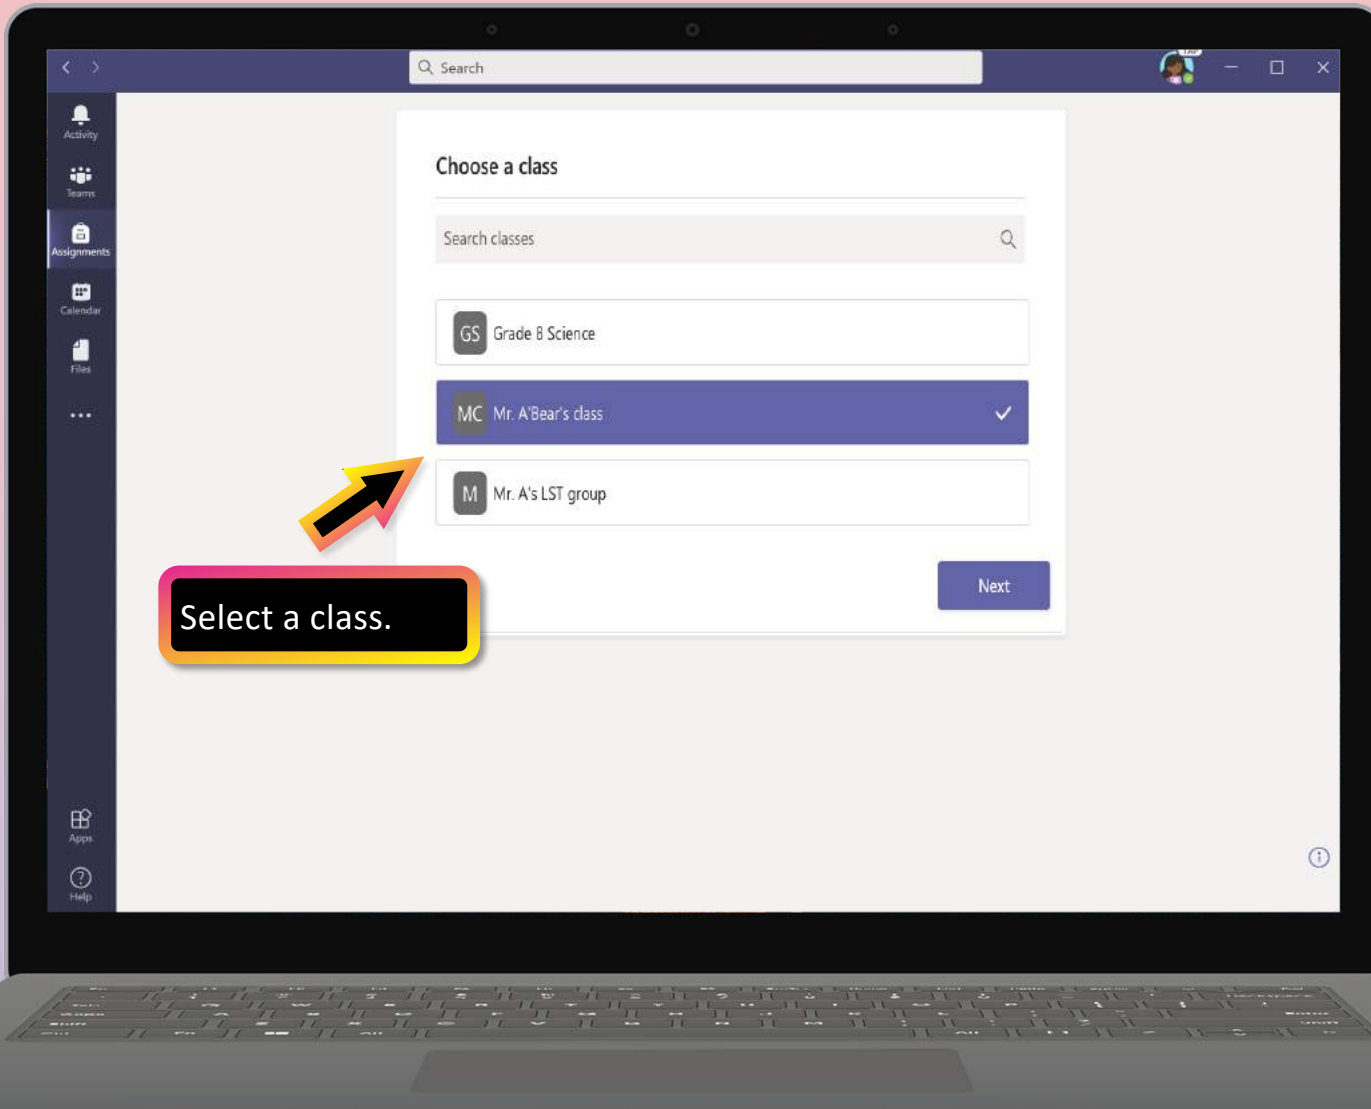 Search
Activity
Teams
Assignments
Calendar
Files
Apps
Help
Choose a class
Search classes
GS Grade 8 Science
MC Mr. A'Bear's class
M Mr. A's LST group
Next
Select a class.